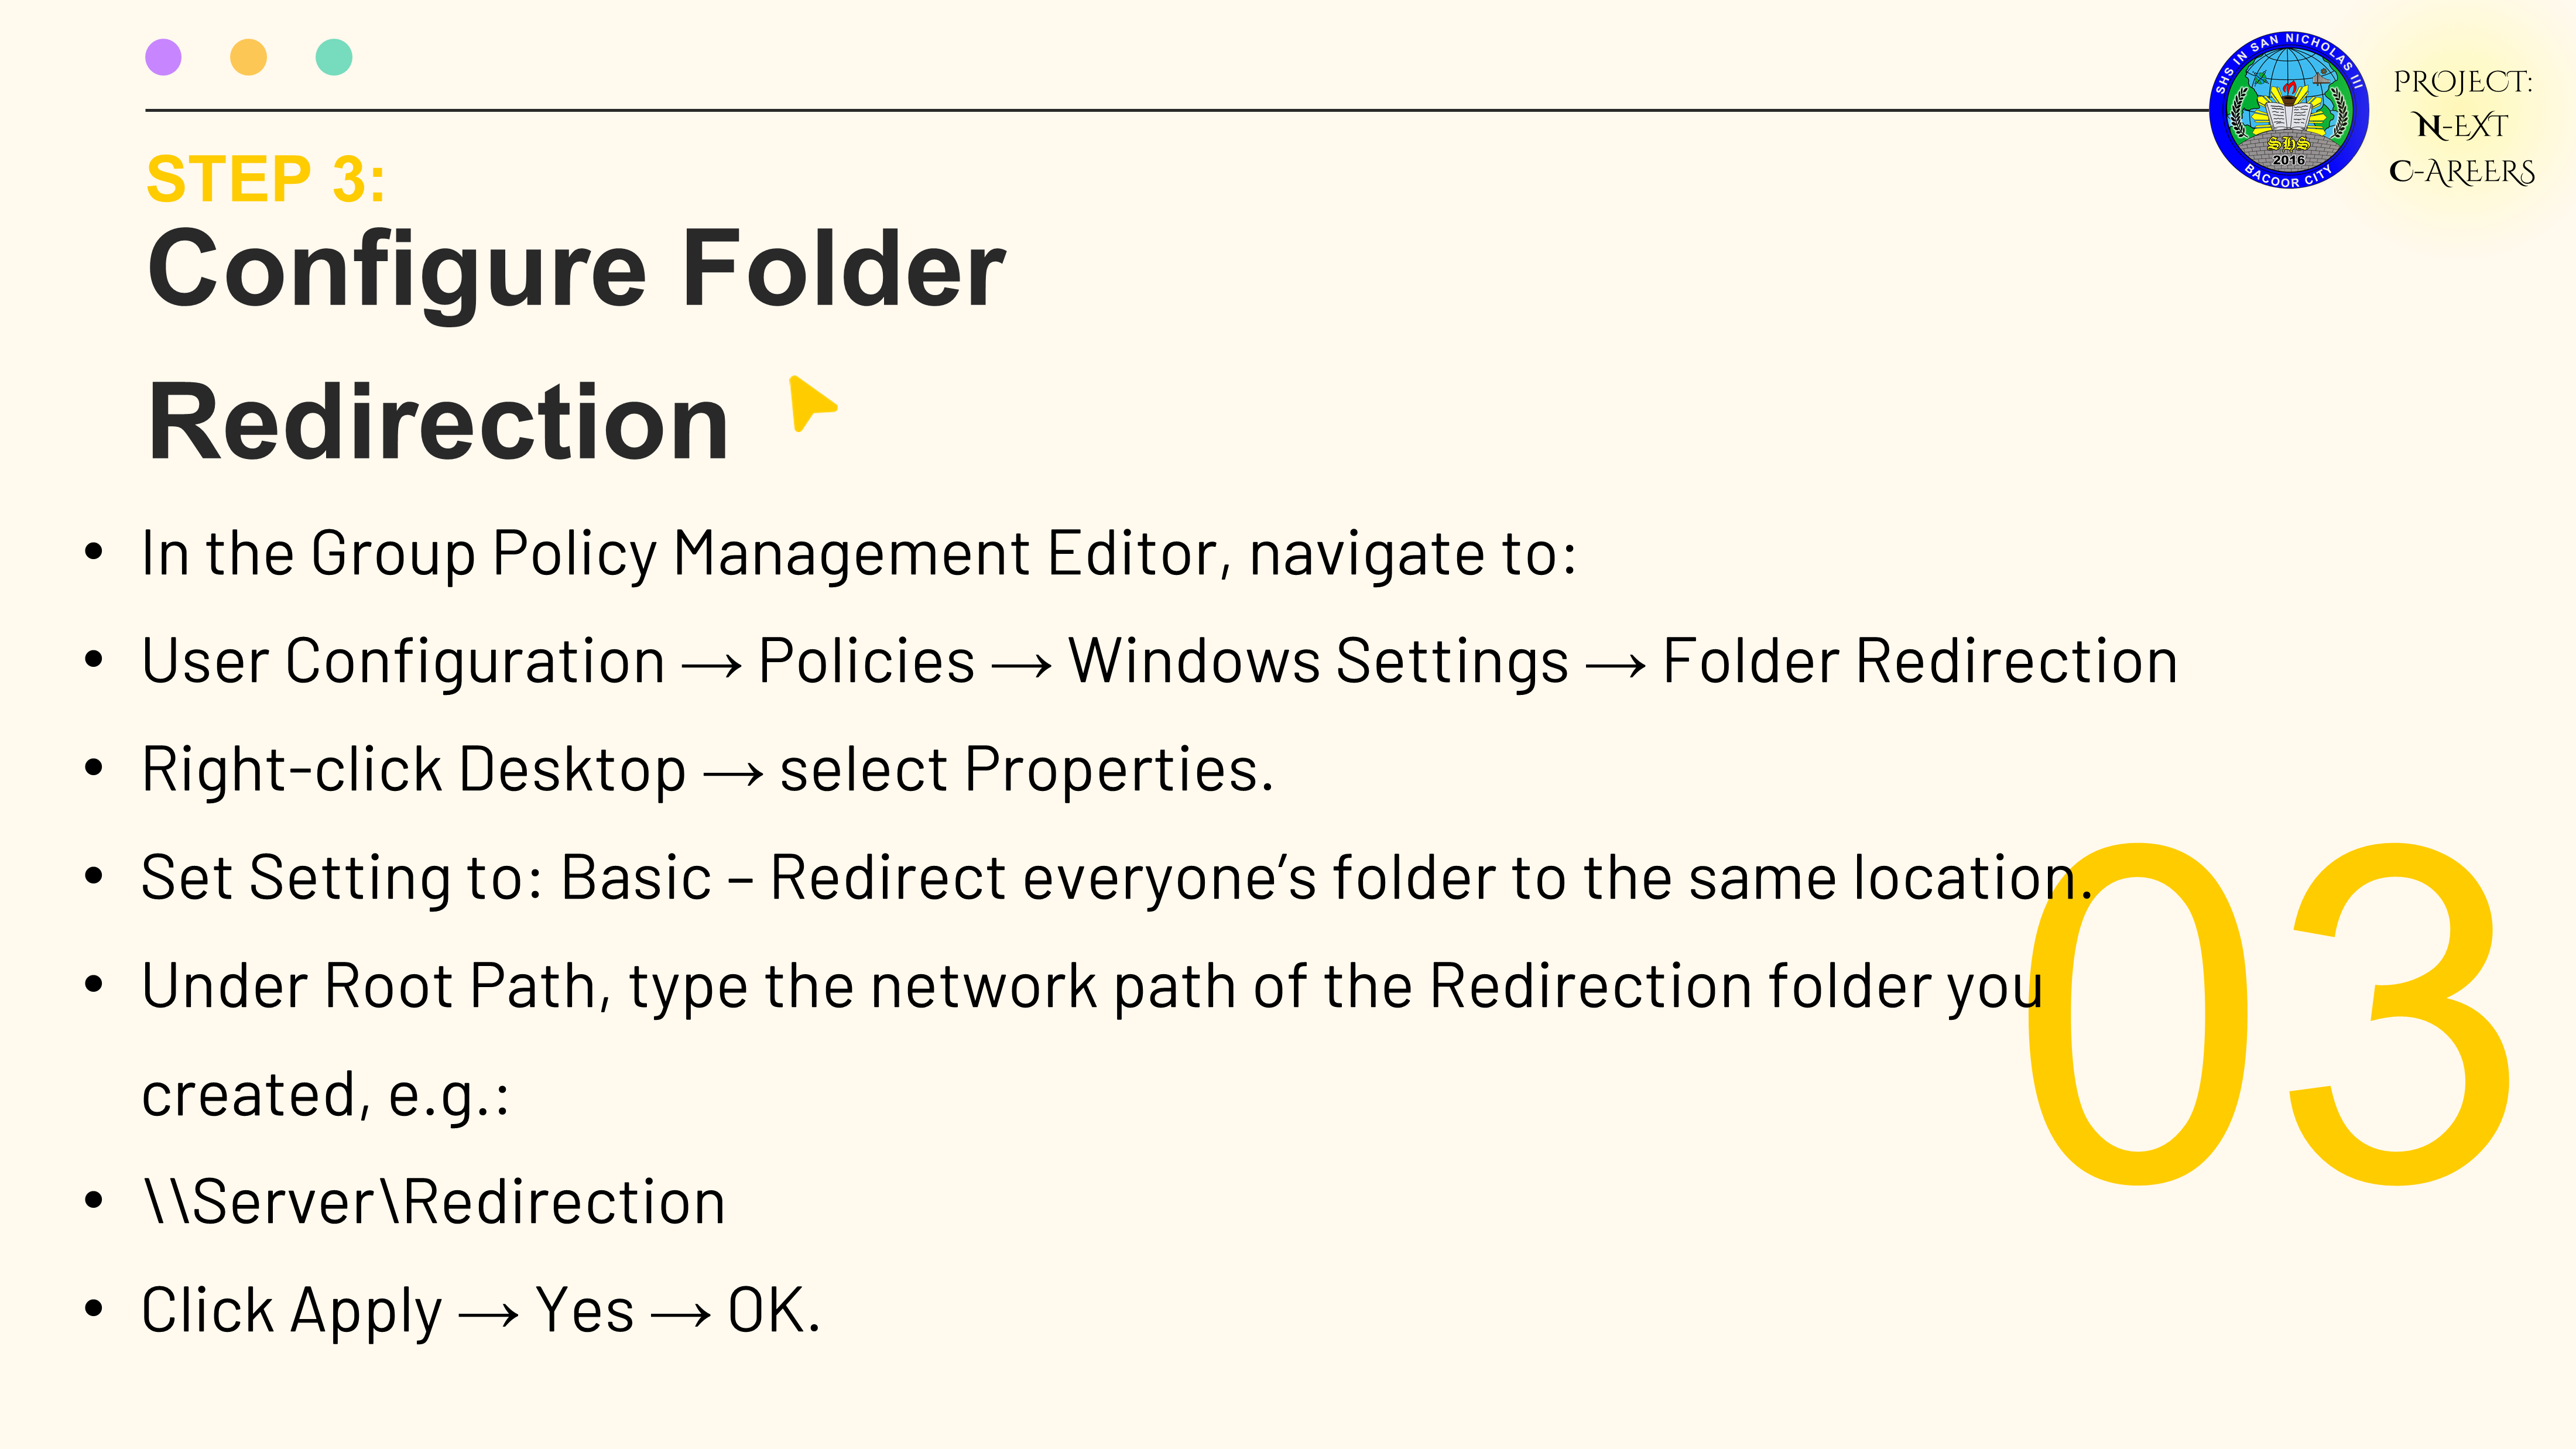 SHS IN SAN NICHOLAS III
SHS
2016
BACOOR CITY
PROJECT:
N-EXT
C-AREERS
STEP 3:
Configure Folder
Redirection
• In the Group Policy Management Editor, navigate to:
• User Configuration → Policies → Windows Settings → Folder Redirection
• Right-click Desktop → select Properties.
• Set Setting to: Basic – Redirect everyone’s folder to the same location.
• Under Root Path, type the network path of the Redirection folder you
created, e.g.:
• \\Server\Redirection
• Click Apply → Yes → OK.
03